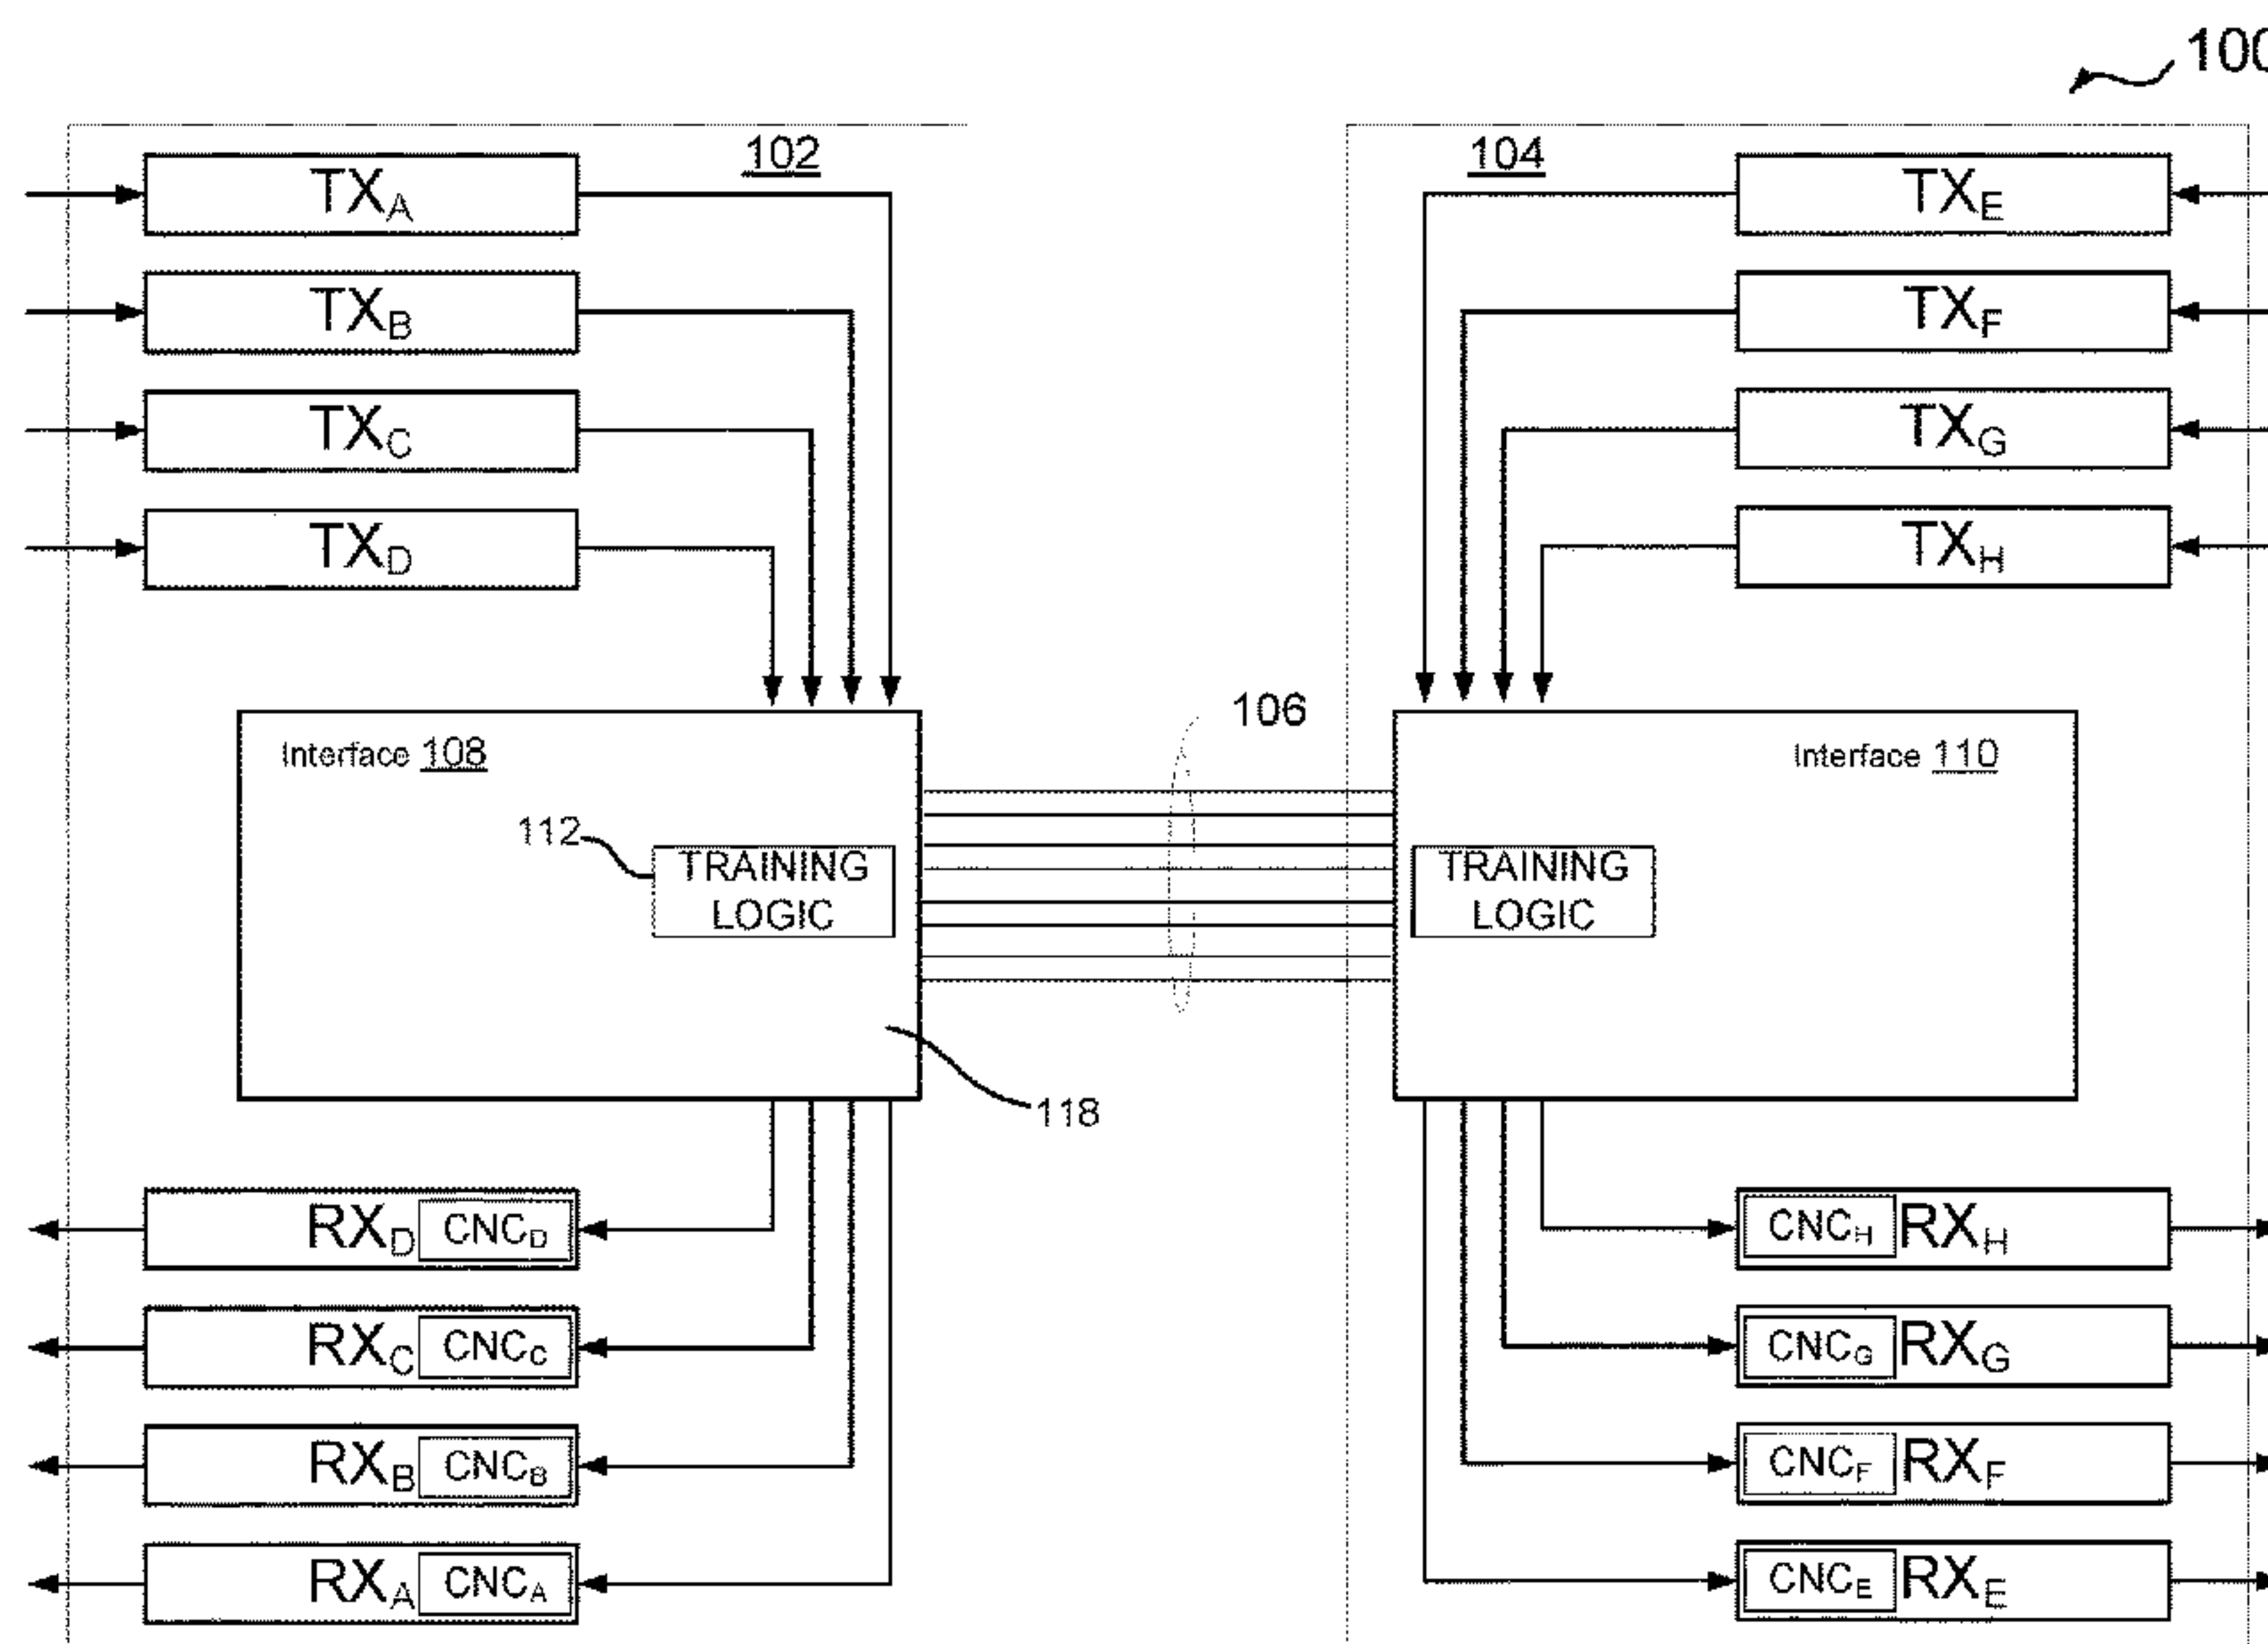 100
102
104
TXA
TXE
TXB
TXF
TXC
TXG
TXD
TXH
106
Interface 108
Interface 110
112
TRAINING
LOGIC
TRAINING
LOGIC
118
RXD CNCD
CNCH RXH
RXC CNCC
CNCG RXG
RXB CNCB
CNCF RXF
RXA CNCA
CNCE RXE